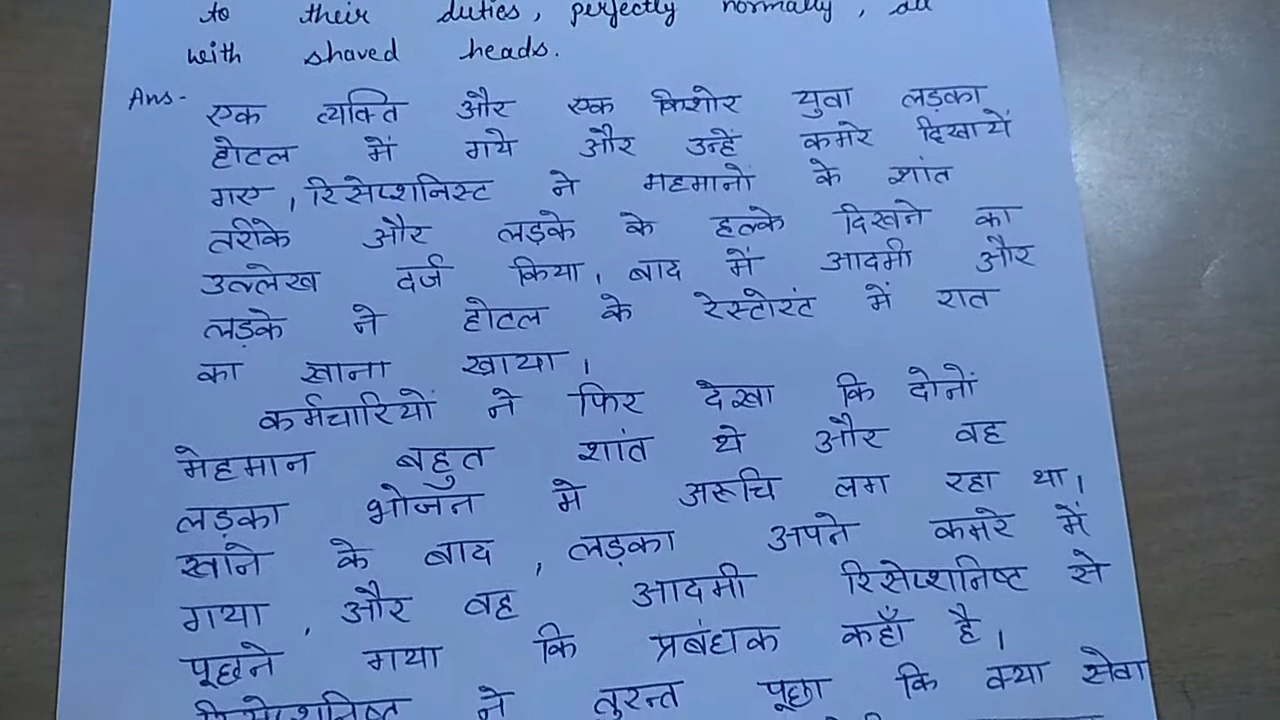 to their duties, perfectly normally, all
with shaved heads.
Ans- एक व्यक्ति और एक किशोर युवा लड़का
होटल में गये और उन्हें कमरे दिखायें
गए, रिसेप्शनिस्ट ने महमानो के शांत
तरीके और लड़के के हल्के दिखने का
उल्लेख दर्ज किया, बाद में आदमी और
लड़के ने होटल के रेस्टोरंट में रात
का खाना खाया।
कर्मचारियों ने फिर देखा कि दोनों
मेहमान बहुत शांत थे और वह
लड़का भोजन मे अरूचि लग रहा था।
खाने के बाद, लड़का अपने कमरे में
गया, और वह आदमी रिसेप्शनिष्ट से
पूछने गया कि प्रबंधक कहाँ है।
रिसेप्शनिष्ट ने तुरन्त पूछा कि क्या सेवा